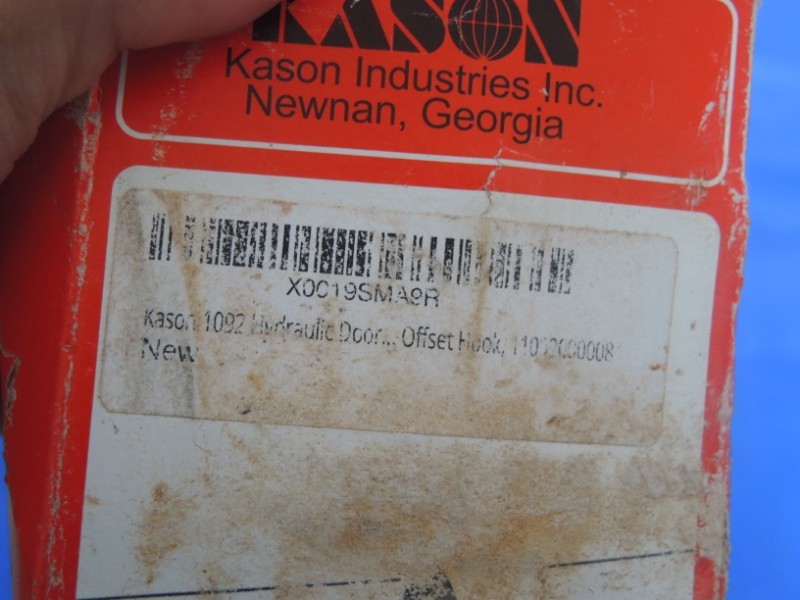 KASON
Kason Industries Inc.
Newnan, Georgia
X0019SMA9R
Kason 1092 Hydraulic Door... Offset Hook, 11092000008
New